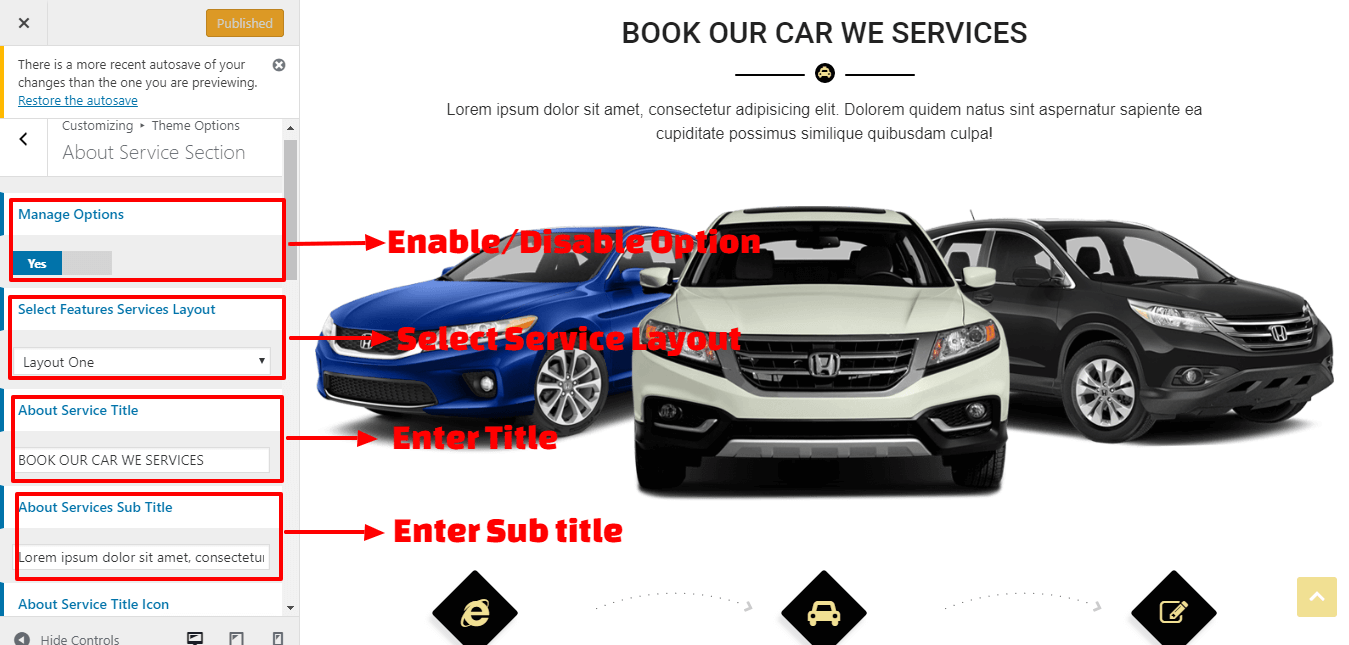 Published
There is a more recent autosave of your
changes than the one you are previewing.
Restore the autosave
Customizing ▸ Theme Options
About Service Section
Manage Options
Yes
Select Features Services Layout
Layout One
About Service Title
BOOK OUR CAR WE SERVICES
About Services Sub Title
Lorem ipsum dolor sit amet, consectetur
About Service Title Icon
Hide Controls
BOOK OUR CAR WE SERVICES
Lorem ipsum dolor sit amet, consectetur adipisicing elit. Dolorem quidem natus sint aspernatur sapiente ea
cupiditate possimus similique quibusdam culpa!
Enable/Disable Option
Select Service Layout
Enter Title
Enter Sub title